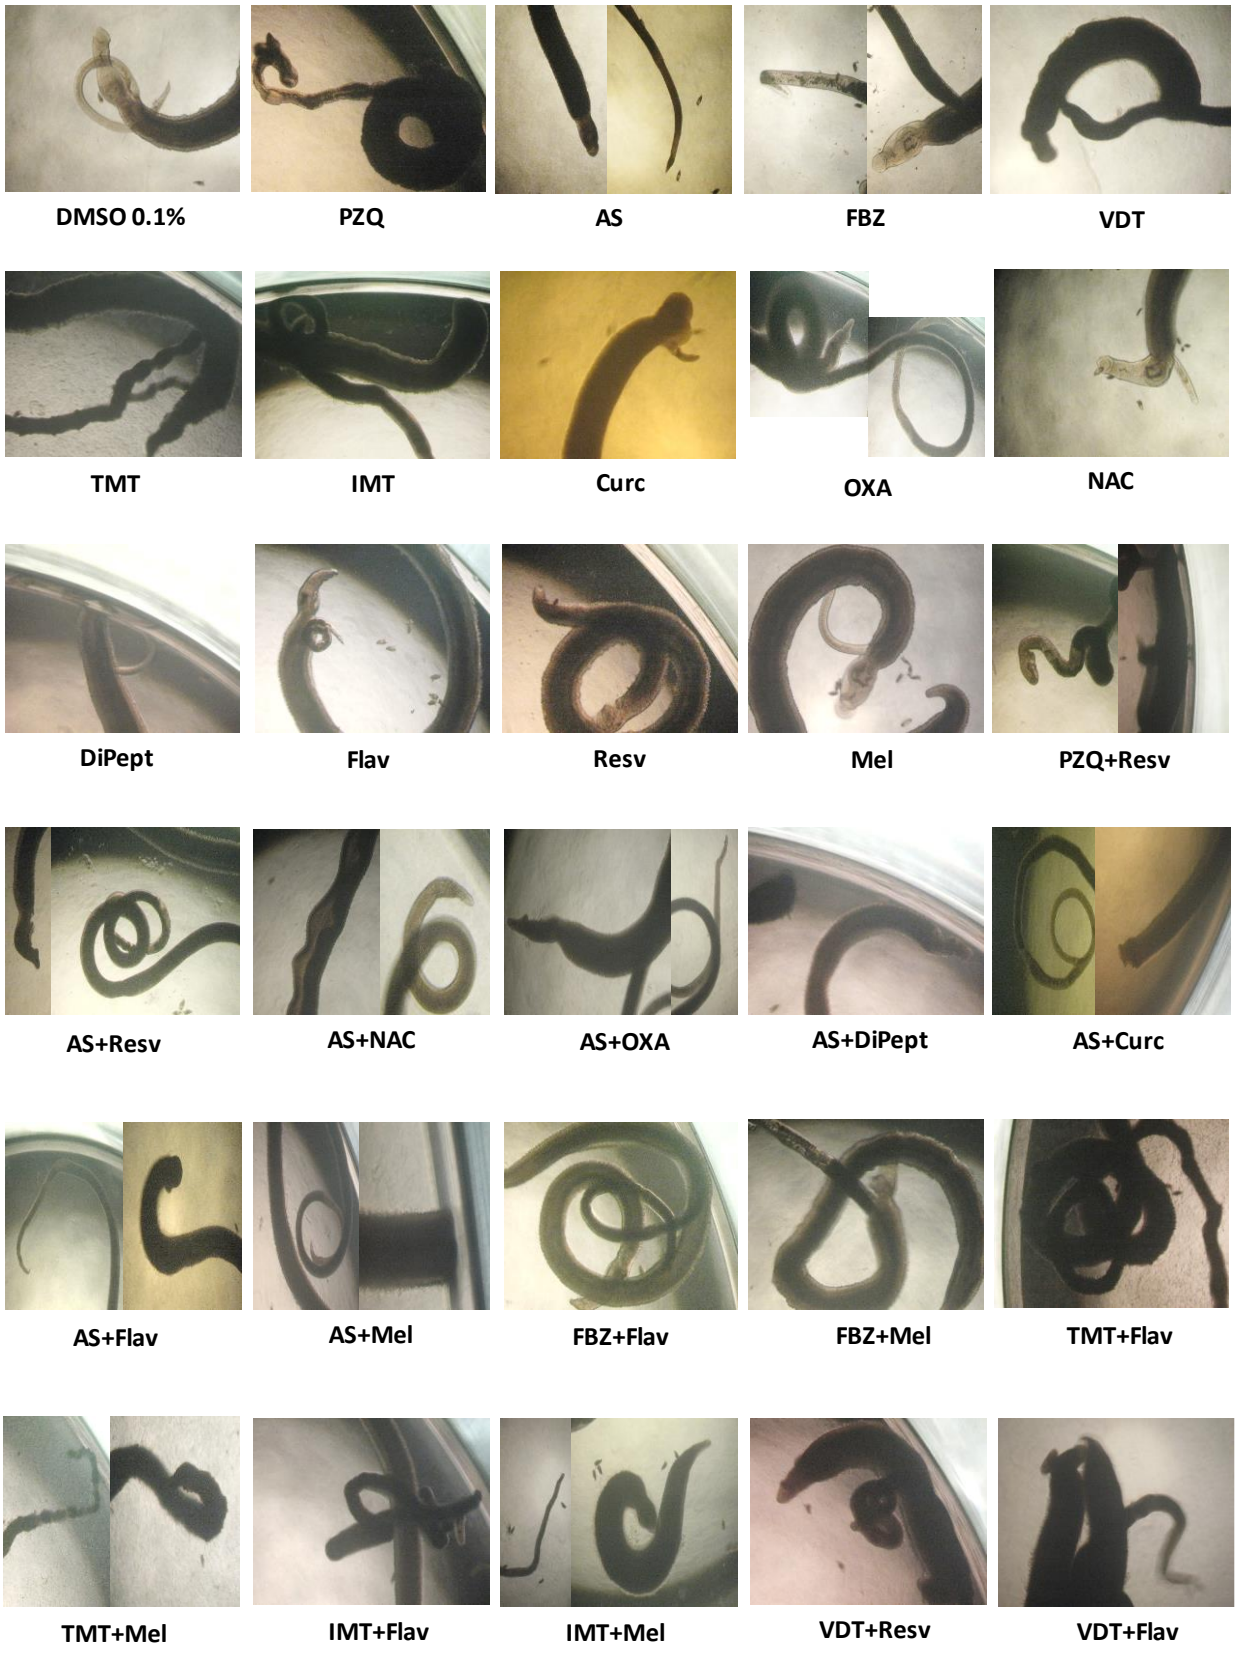 DMSO 0.1%
PZQ
AS
FBZ
VDT
TMT
IMT
Curc
OXA
NAC
DiPept
Flav
Resv
Mel
PZQ+Resv
AS+Resv
AS+NAC
AS+OXA
AS+DiPept
AS+Curc
AS+Flav
AS+Mel
FBZ+Flav
FBZ+Mel
TMT+Flav
TMT+Mel
IMT+Flav
IMT+Mel
VDT+Resv
VDT+Flav